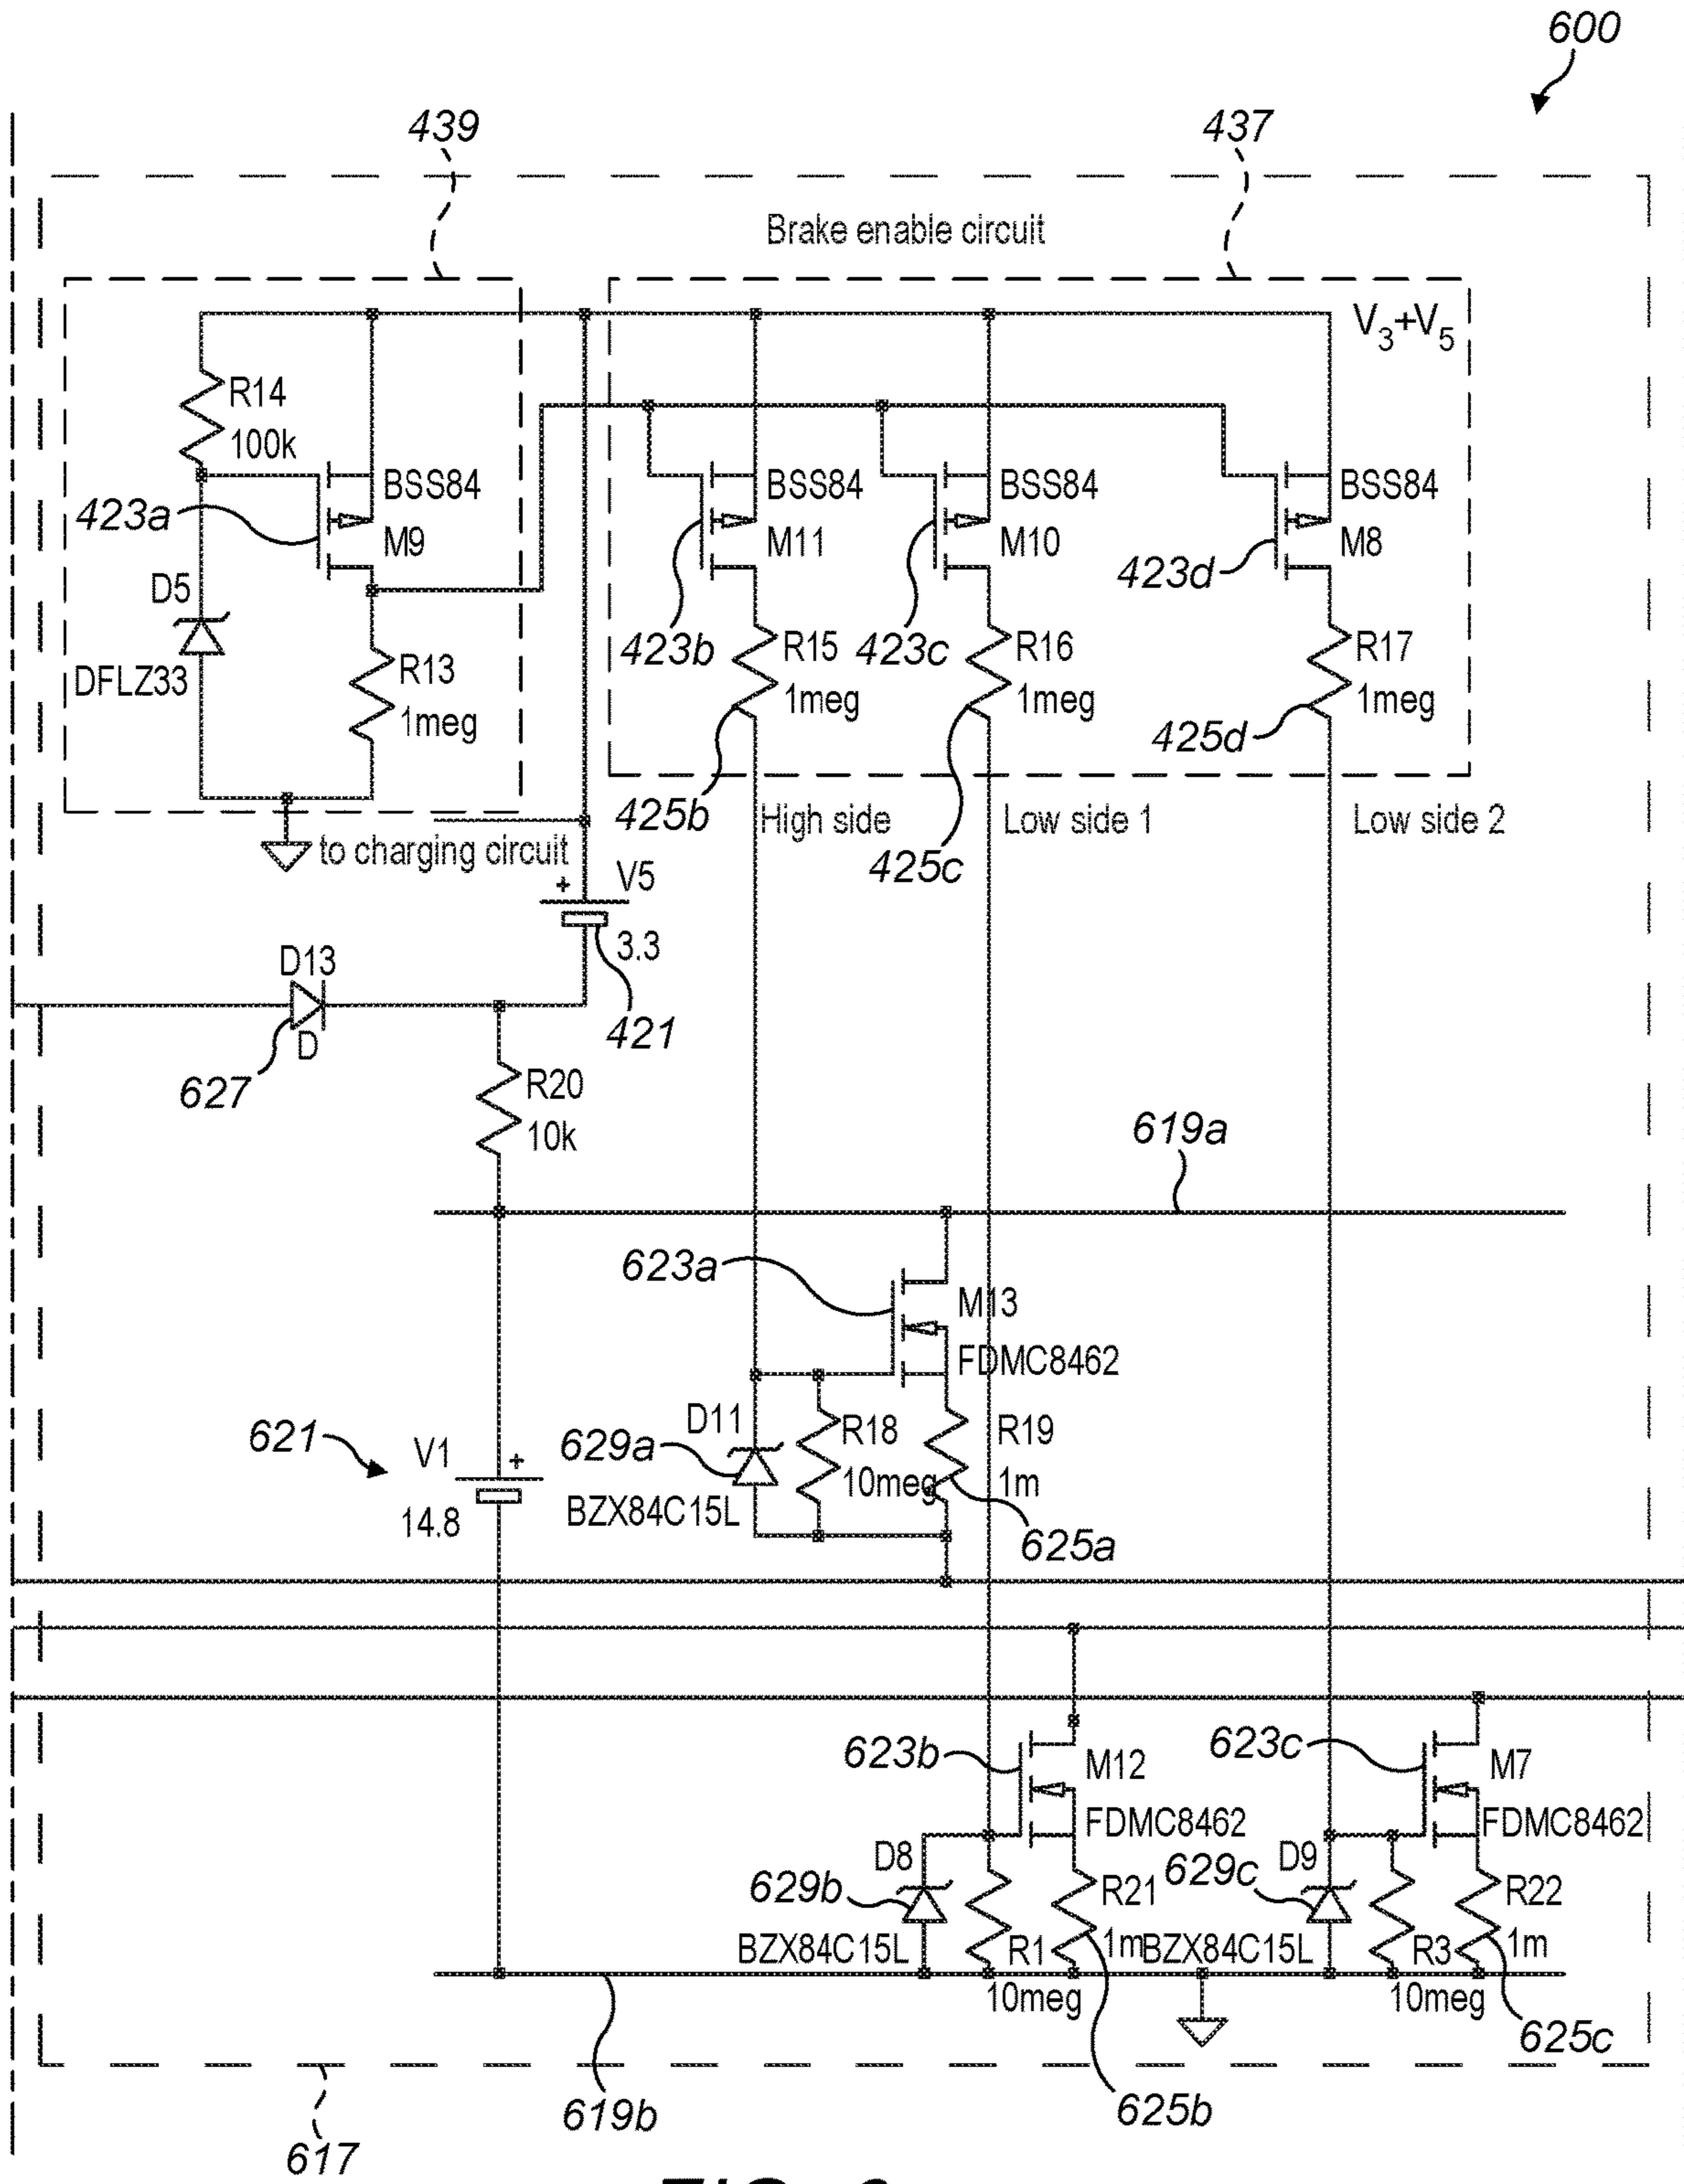 600
439
437
Brake enable circuit
V3+V5
R14
100k
BSS84
M9
423a
D5
DFLZ33
R13
1meg
BSS84
M11
423b
R15
1meg
425b
BSS84
M10
423c
R16
1meg
425c
BSS84
M8
423d
R17
1meg
425d
High side
Low side 1
Low side 2
to charging circuit
+
V5
3.3
421
D13
D
627
R20
10k
619a
623a
M13
FDMC8462
D11
629a
BZX84C15L
R18
10meg
R19
1m
625a
621
V1
+
14.8
623b
M12
FDMC8462
623c
M7
FDMC8462
D8
629b
BZX84C15L
R1
10meg
R21
1m
625b
D9
629c
BZX84C15L
R3
10meg
R22
1m
625c
619b
617